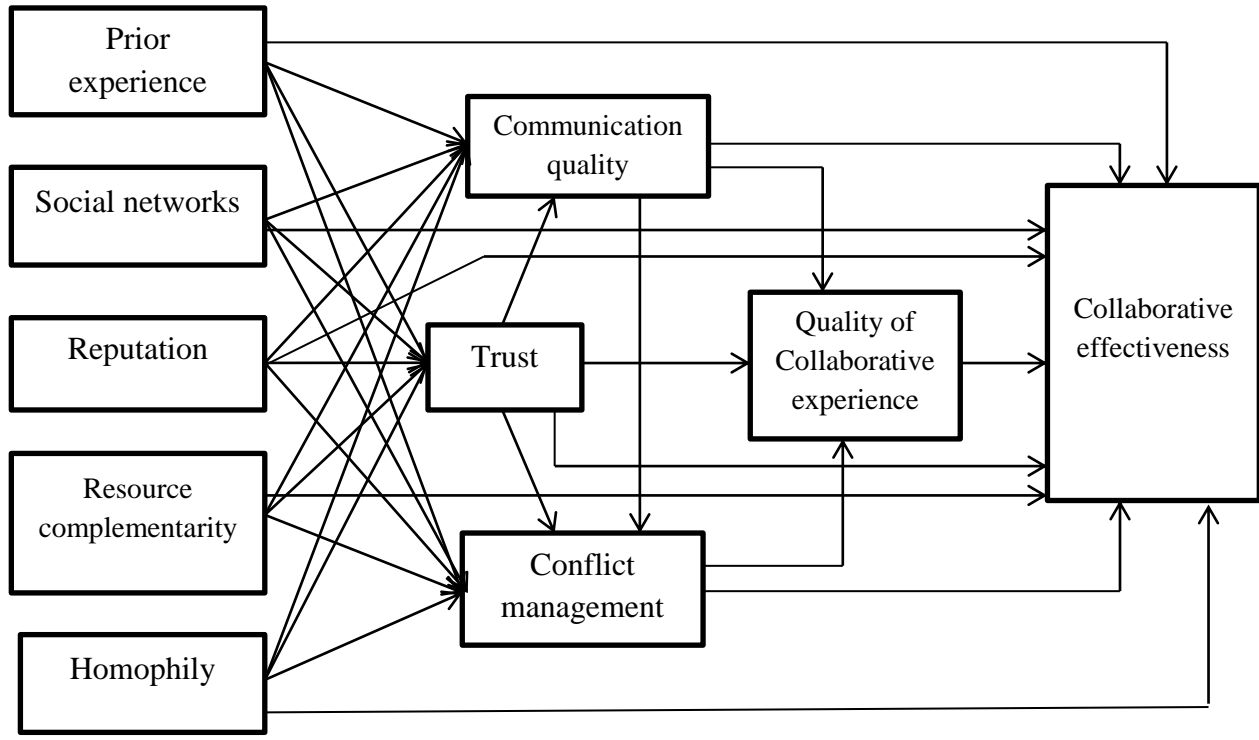 Prior
experience
Social networks
Reputation
Resource
complementarity
Homophily
Communication
quality
Trust
Conflict
management
Quality of
Collaborative
experience
Collaborative
effectiveness